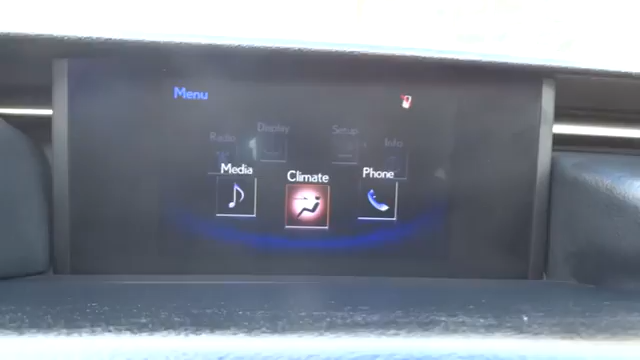 Menu
Radio
Display
Setup
Info
Media
Climate
Phone